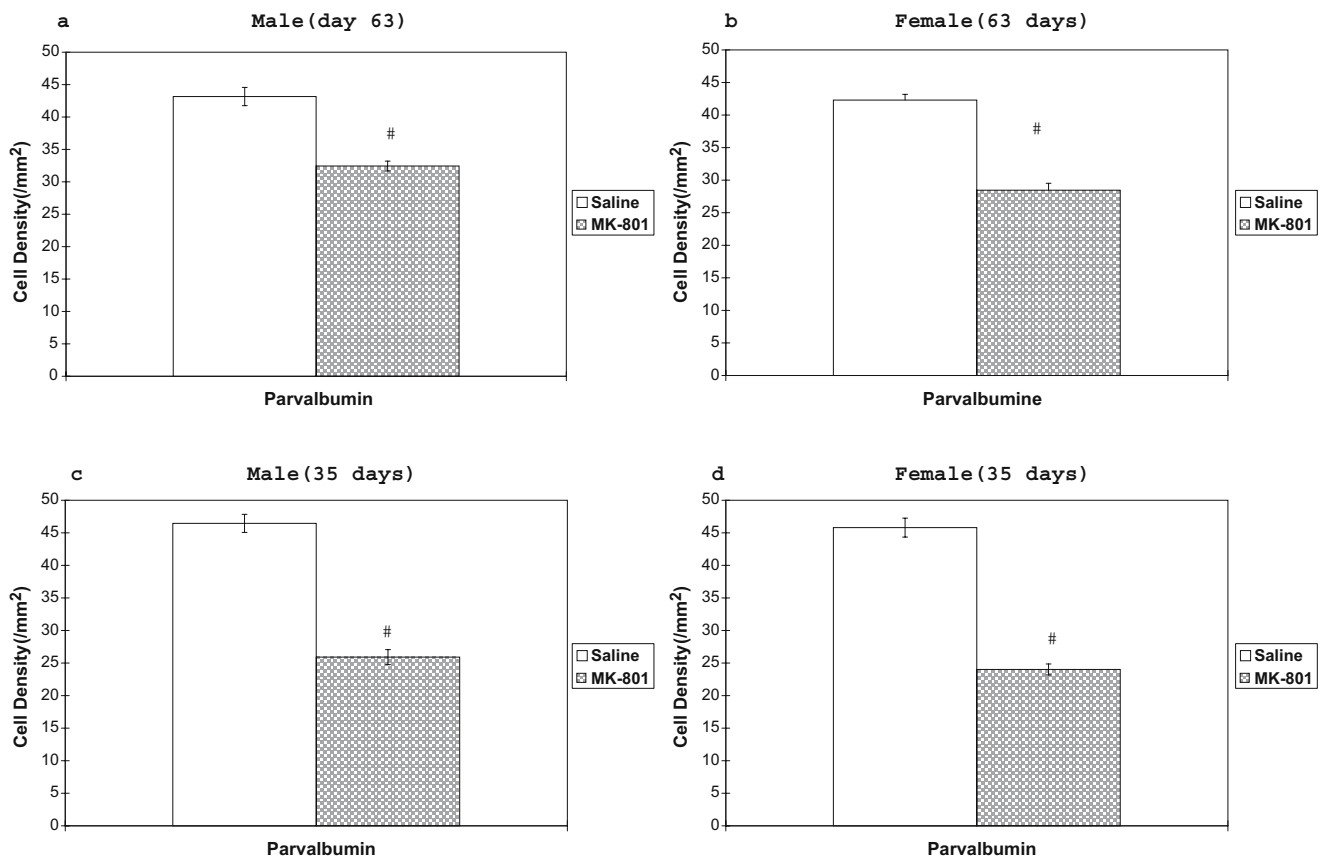 a Male(day 63)
50
45
40
35
30
25
20
15
10
5
0
Cell Density(/mm2)
#
Parvalbumin
Saline
MK-801
b Female(63 days)
50
45
40
35
30
25
20
15
10
5
0
Cell Density(/mm2)
#
Parvalbumine
Saline
MK-801
c Male(35 days)
50
45
40
35
30
25
20
15
10
5
0
Cell Density(/mm2)
#
Parvalbumin
Saline
MK-801
d Female(35 days)
50
45
40
35
30
25
20
15
10
5
0
Cell Density(/mm2)
#
Parvalbumin
Saline
MK-801